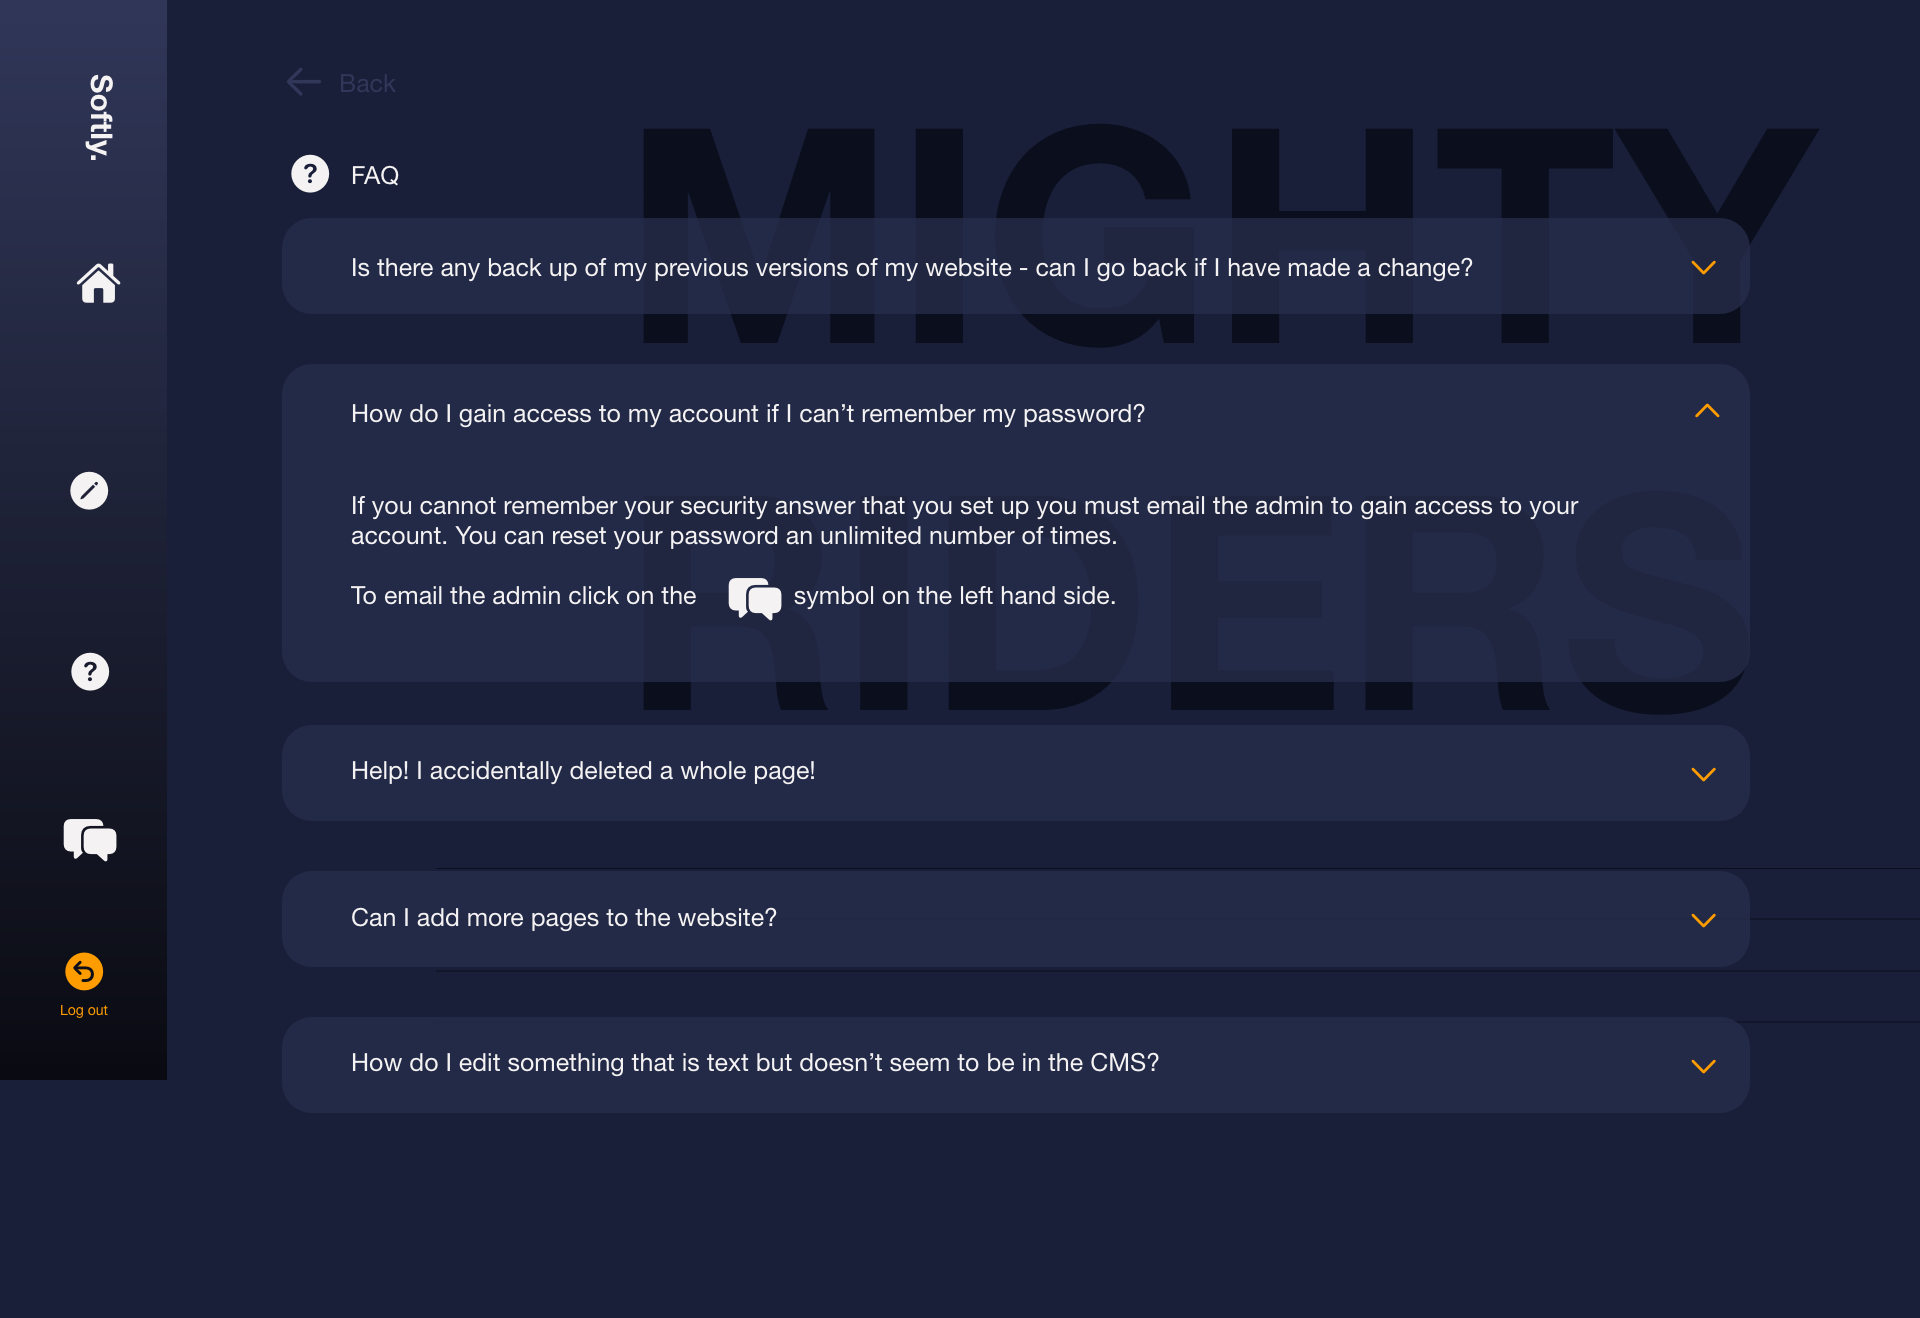 Softly.
Back
MIGHTY
RIDERS
FAQ
Is there any back up of my previous versions of my website - can I go back if I have made a change?
How do I gain access to my account if I can’t remember my password?
If you cannot remember your security answer that you set up you must email the admin to gain access to your
account. You can reset your password an unlimited number of times.
To email the admin click on the symbol on the left hand side.
Help! I accidentally deleted a whole page!
Can I add more pages to the website?
How do I edit something that is text but doesn’t seem to be in the CMS?
Log out